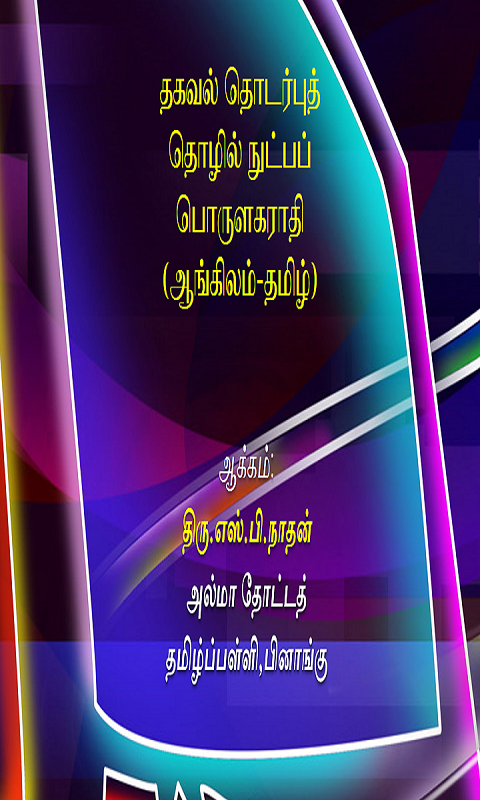 தகவல் தொடர்புத்
தொழில் நுட்பப்
பொருளகராதி
(ஆங்கிலம்-தமிழ்)
ஆக்கம்:
திரு.எஸ்.பி.நாதன்
அல்மா தோட்டத்
தமிழ்ப்பள்ளி,பினாங்கு